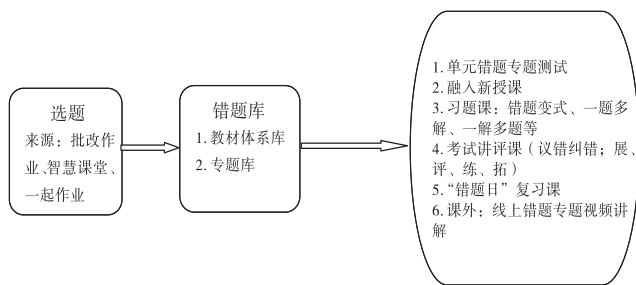 选题
来源：批改作
业、智慧课堂、
一起作业
错题库
1.教材体系库
2.专题库
1.单元错题专题测试
2.融入新授课
3.习题课：错题变式、一题多
解、一解多题等
4.考试讲评课（议错纠错；展、
评、练、拓）
5.“错题日”复习课
6.课外：线上错题专题视频讲
解